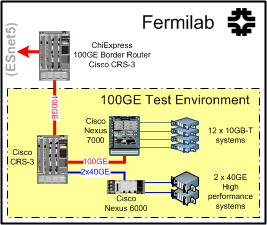 Fermilab
(ESnet5)
ChiExpress
100GE Border Router
Cisco CRS-3
100GE
100GE Test Environment
Cisco
Nexus
7000
12 x 10GB-T
systems
Cisco
CRS-3
100GE
2x40GE
Cisco
Nexus 6000
2 x 40GE
High
performance
systems